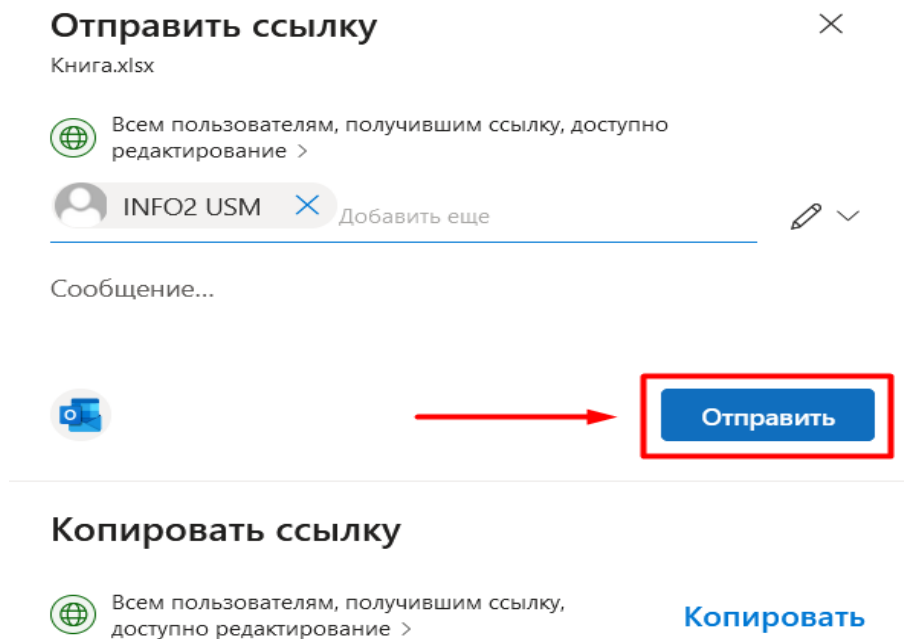 Отправить ссылку
Книга.xlsx
Всем пользователям, получившим ссылку, доступно
редактирование >
INFO2 USM
Добавить еще
Сообщение...
Отправить
Копировать ссылку
Всем пользователям, получившим ссылку,
доступно редактирование >
Копировать